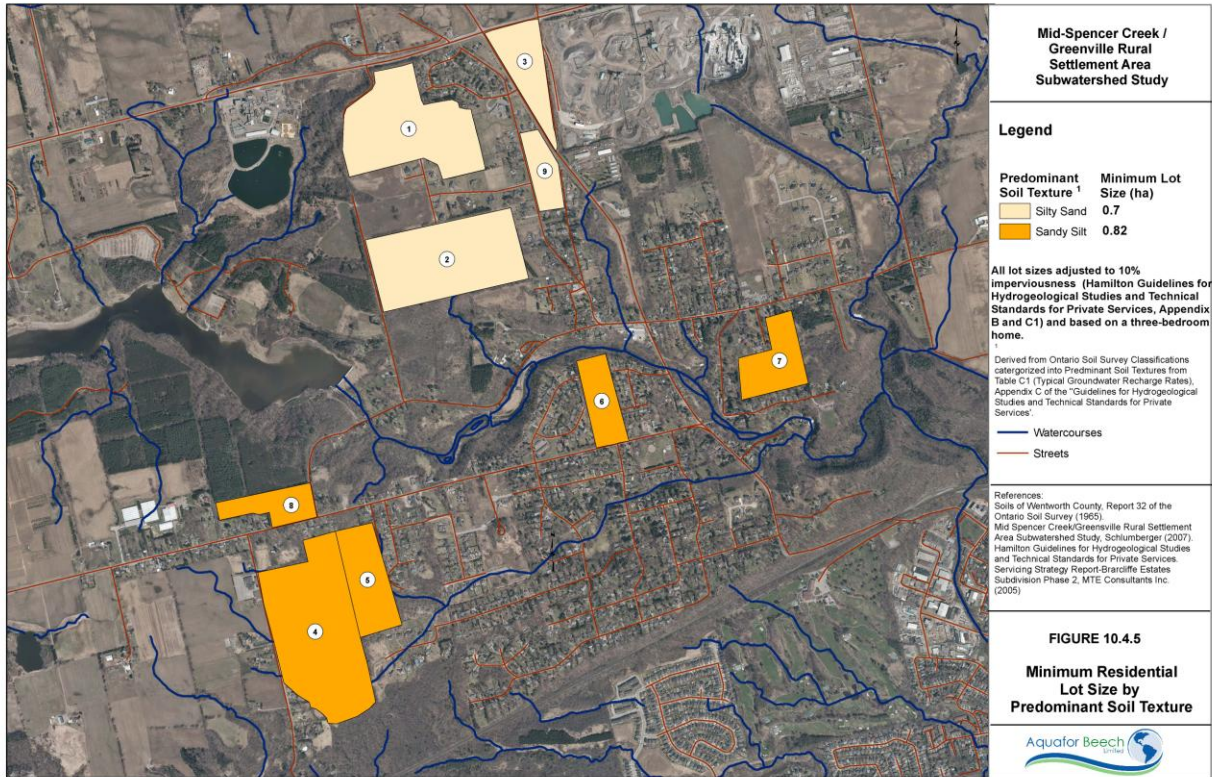 Mid-Spencer Creek /
Greenville Rural
Settlement Area
Subwatershed Study
Legend
Predominant Minimum Lot
Soil Texture 1 Size (ha)
Silty Sand 0.7
Sandy Silt 0.82
All lot sizes adjusted to 10%
imperviousness (Hamilton Guidelines for
Hydrogeological Studies and Technical
Standards for Private Services, Appendix
B and C1) and based on a three-bedroom
home.
1
Derived from Ontario Soil Survey Classifications
catergorized into Predminant Soil Textures from
Table C1 (Typical Groundwater Recharge Rates),
Appendix C of the "Guidelines for Hydrogeological
Studies and Technical Standards for Private
Services'.
Watercourses
Streets
References:
Soils of Wentworth County, Report 32 of the
Ontario Soil Survey (1965).
Mid Spencer Creek/Greensville Rural Settlement
Area Subwatershed Study, Schlumberger (2007).
Hamilton Guidelines for Hydrogeological Studies
and Technical Standards for Private Services.
Servicing Strategy Report-Brarcliffe Estates
Subdivision Phase 2, MTE Consultants Inc.
(2005)
FIGURE 10.4.5
Minimum Residential
Lot Size by
Predominant Soil Texture
Aquafor Beech
Limited
3
1
9
2
7
6
8
5
4